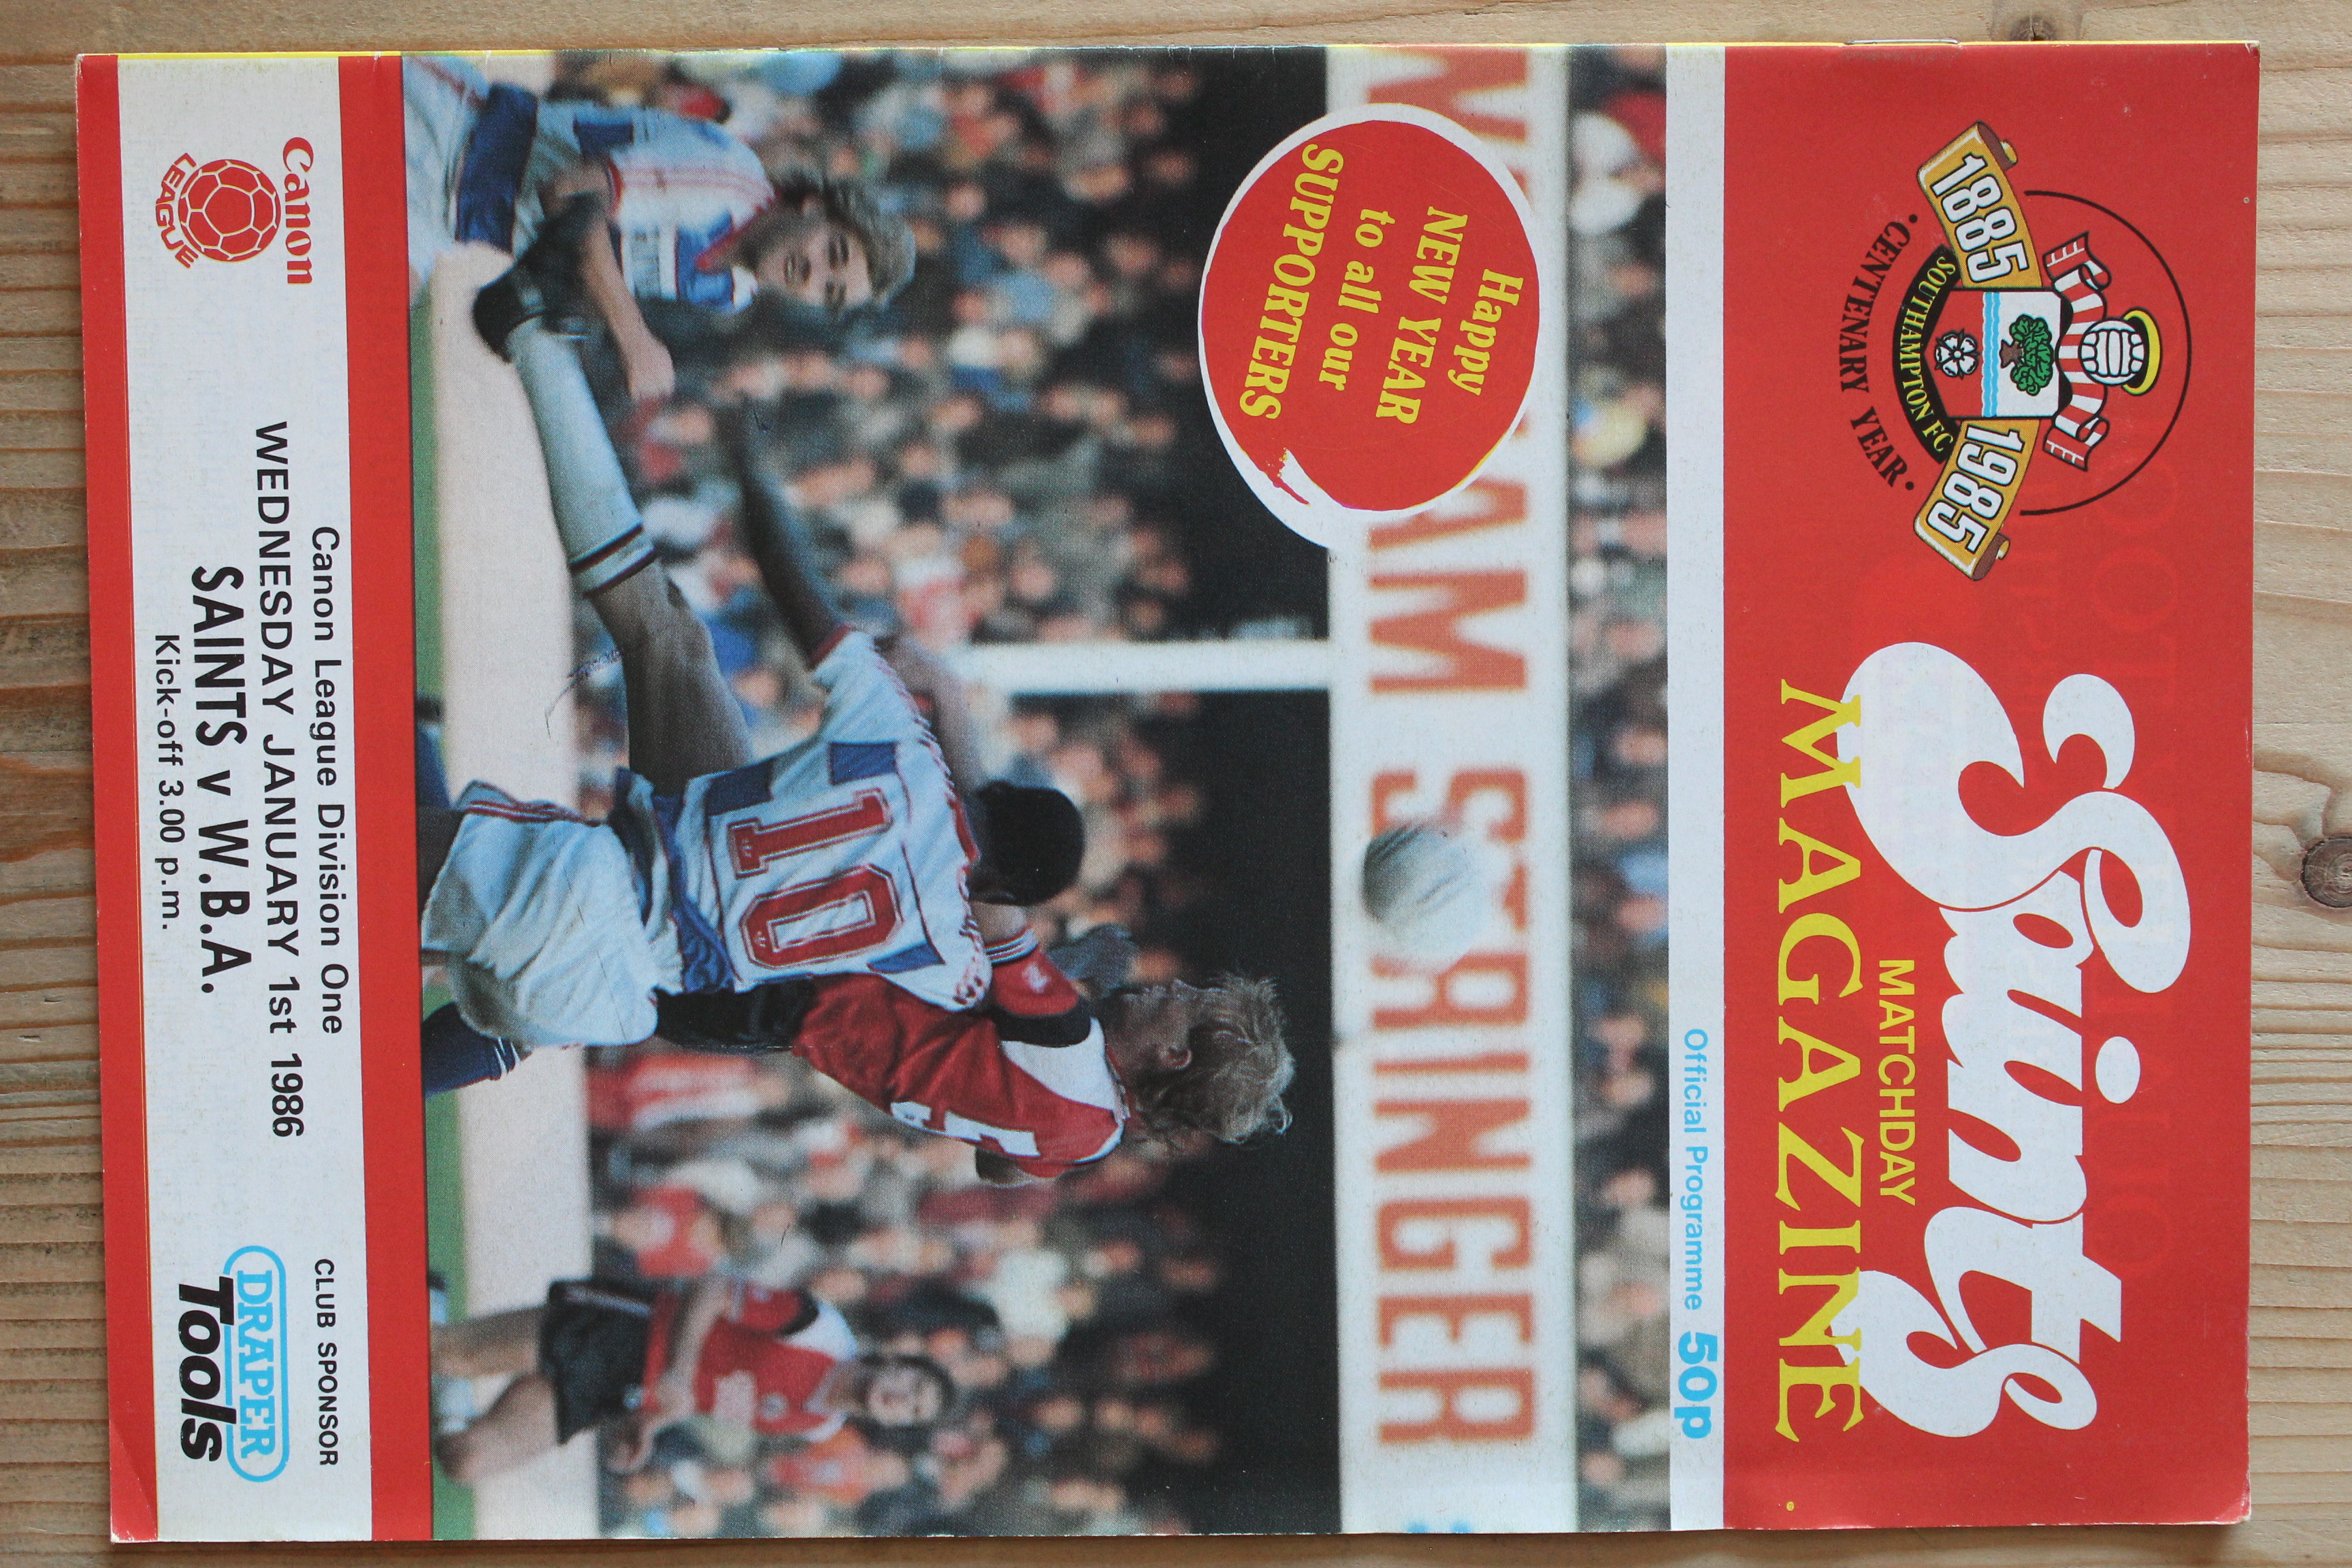 1885
1985
SOUTHAMPTON FC
• CENTENARY YEAR •
Saints
MATCHDAY
MAGAZINE
Official Programme 50p
AM STRINGER
Happy
NEW YEAR
to all our
SUPPORTERS
10
Canon
LEAGUE
Canon League Division One
WEDNESDAY JANUARY 1st 1986
SAINTS v W.B.A.
Kick-off 3.00 p.m.
CLUB SPONSOR
DRAPER
Tools